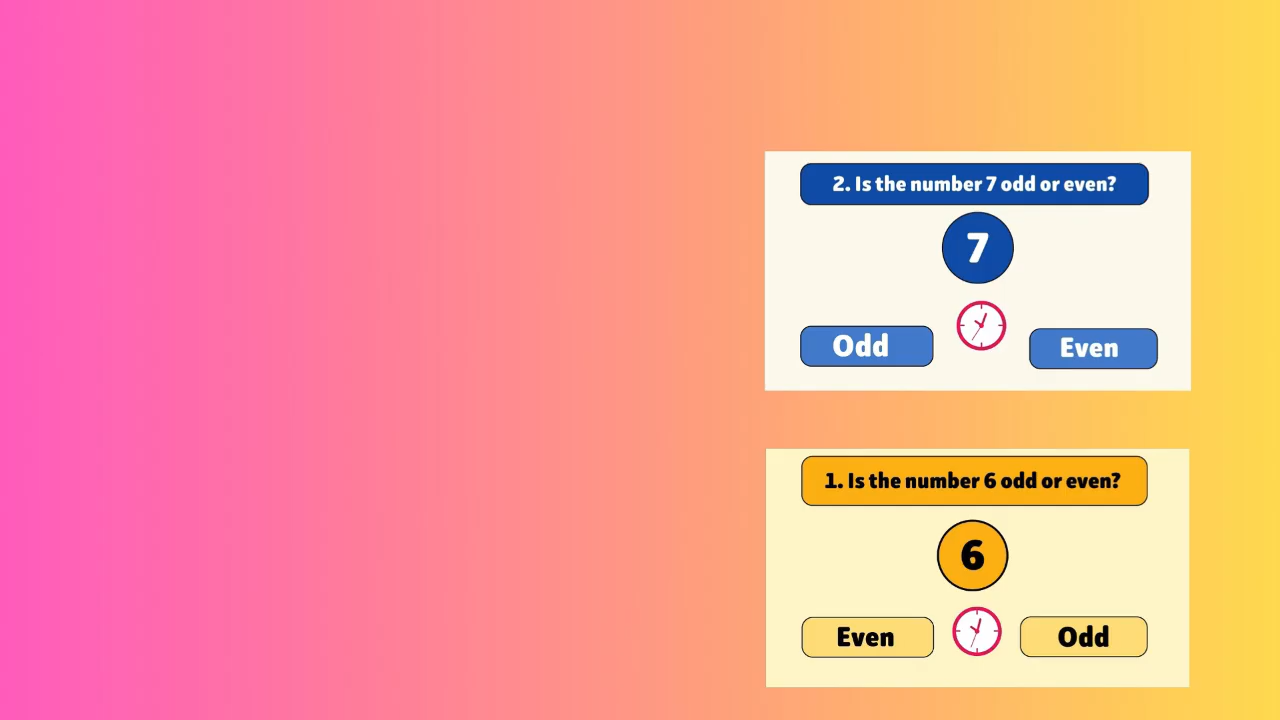 2. Is the number 7 odd or even?
7
Odd
Even
1. Is the number 6 odd or even?
6
Even
Odd